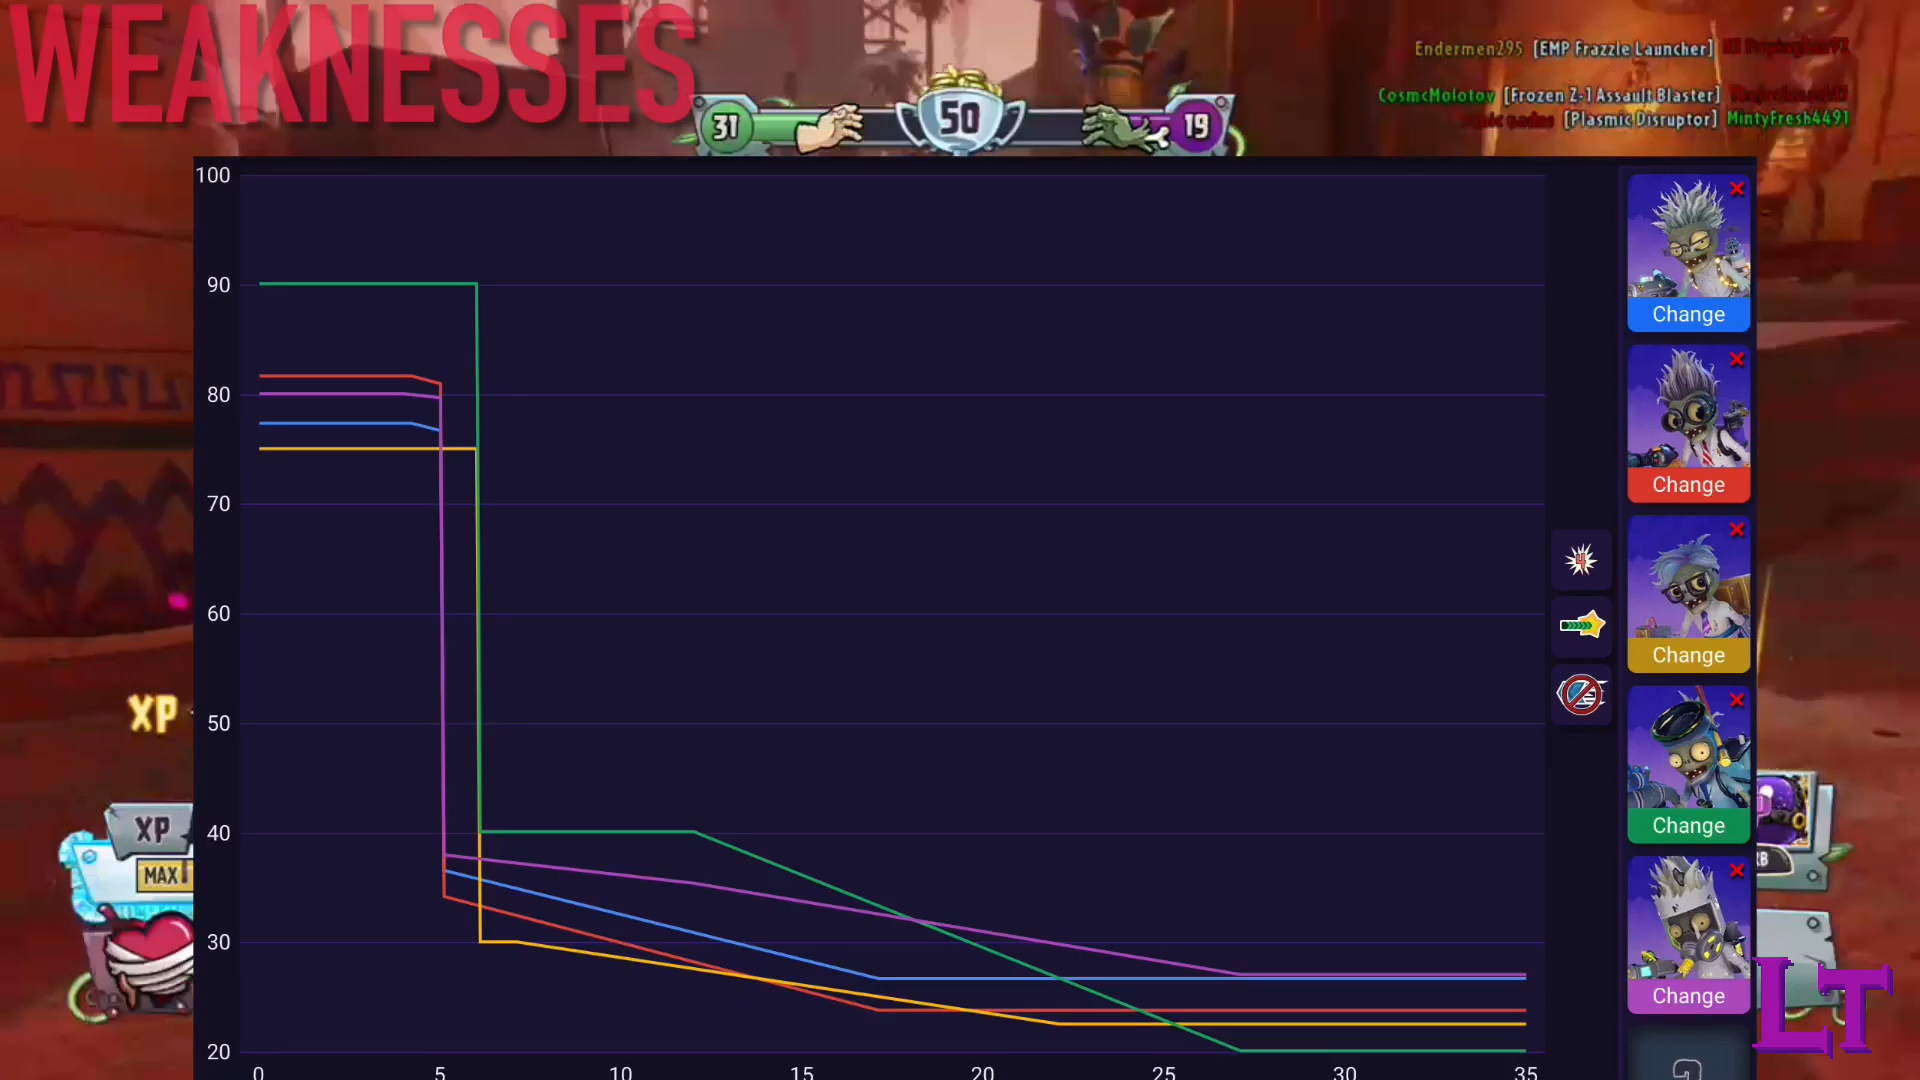 WEAKNESSES
31
50
19
Endermen295 [EMP Frazzle Launcher]
CosmcMolotov [Frozen Z-1 Assault Blaster]
[Plasmic Disruptor] MintyFresh4491
100
90
80
70
60
50
40
30
20
0
5
10
15
20
25
30
35
4
Change
Change
Change
Change
Change
?
XP
XP
MAX
LT